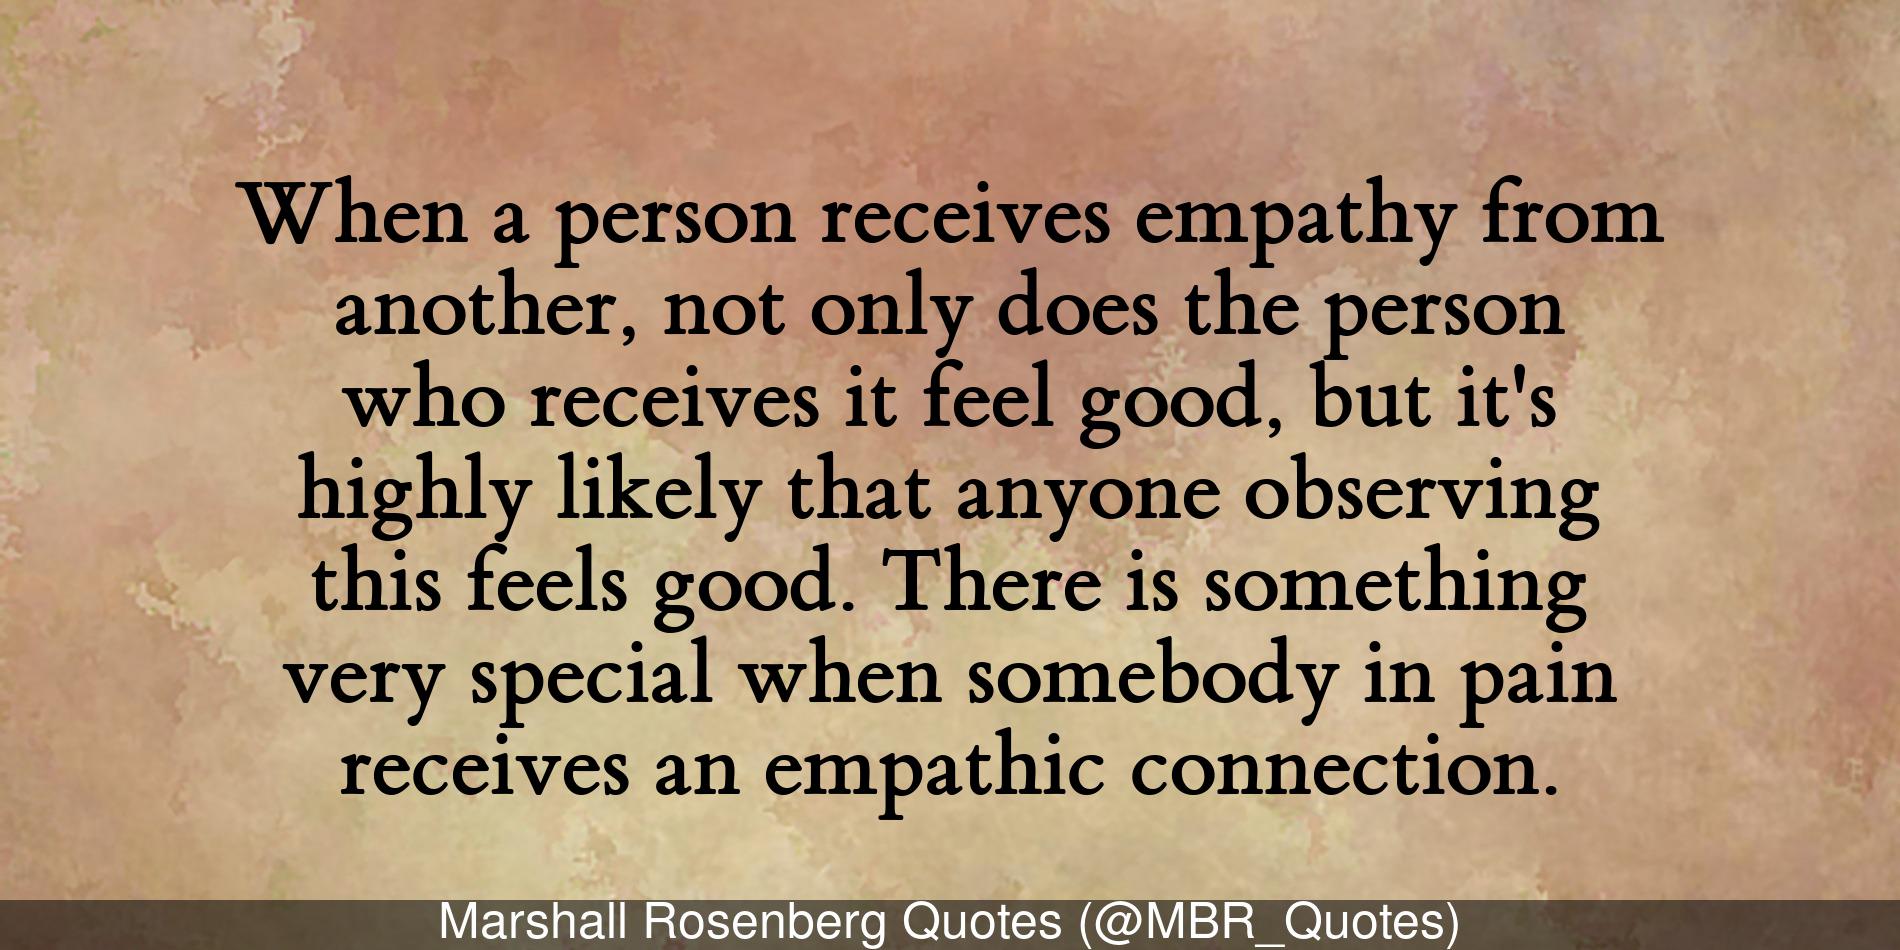 When a person receives empathy from
another, not only does the person
who receives it feel good, but it's
highly likely that anyone observing
this feels good. There is something
very special when somebody in pain
receives an empathic connection.
Marshall Rosenberg Quotes (@MBR_Quotes)